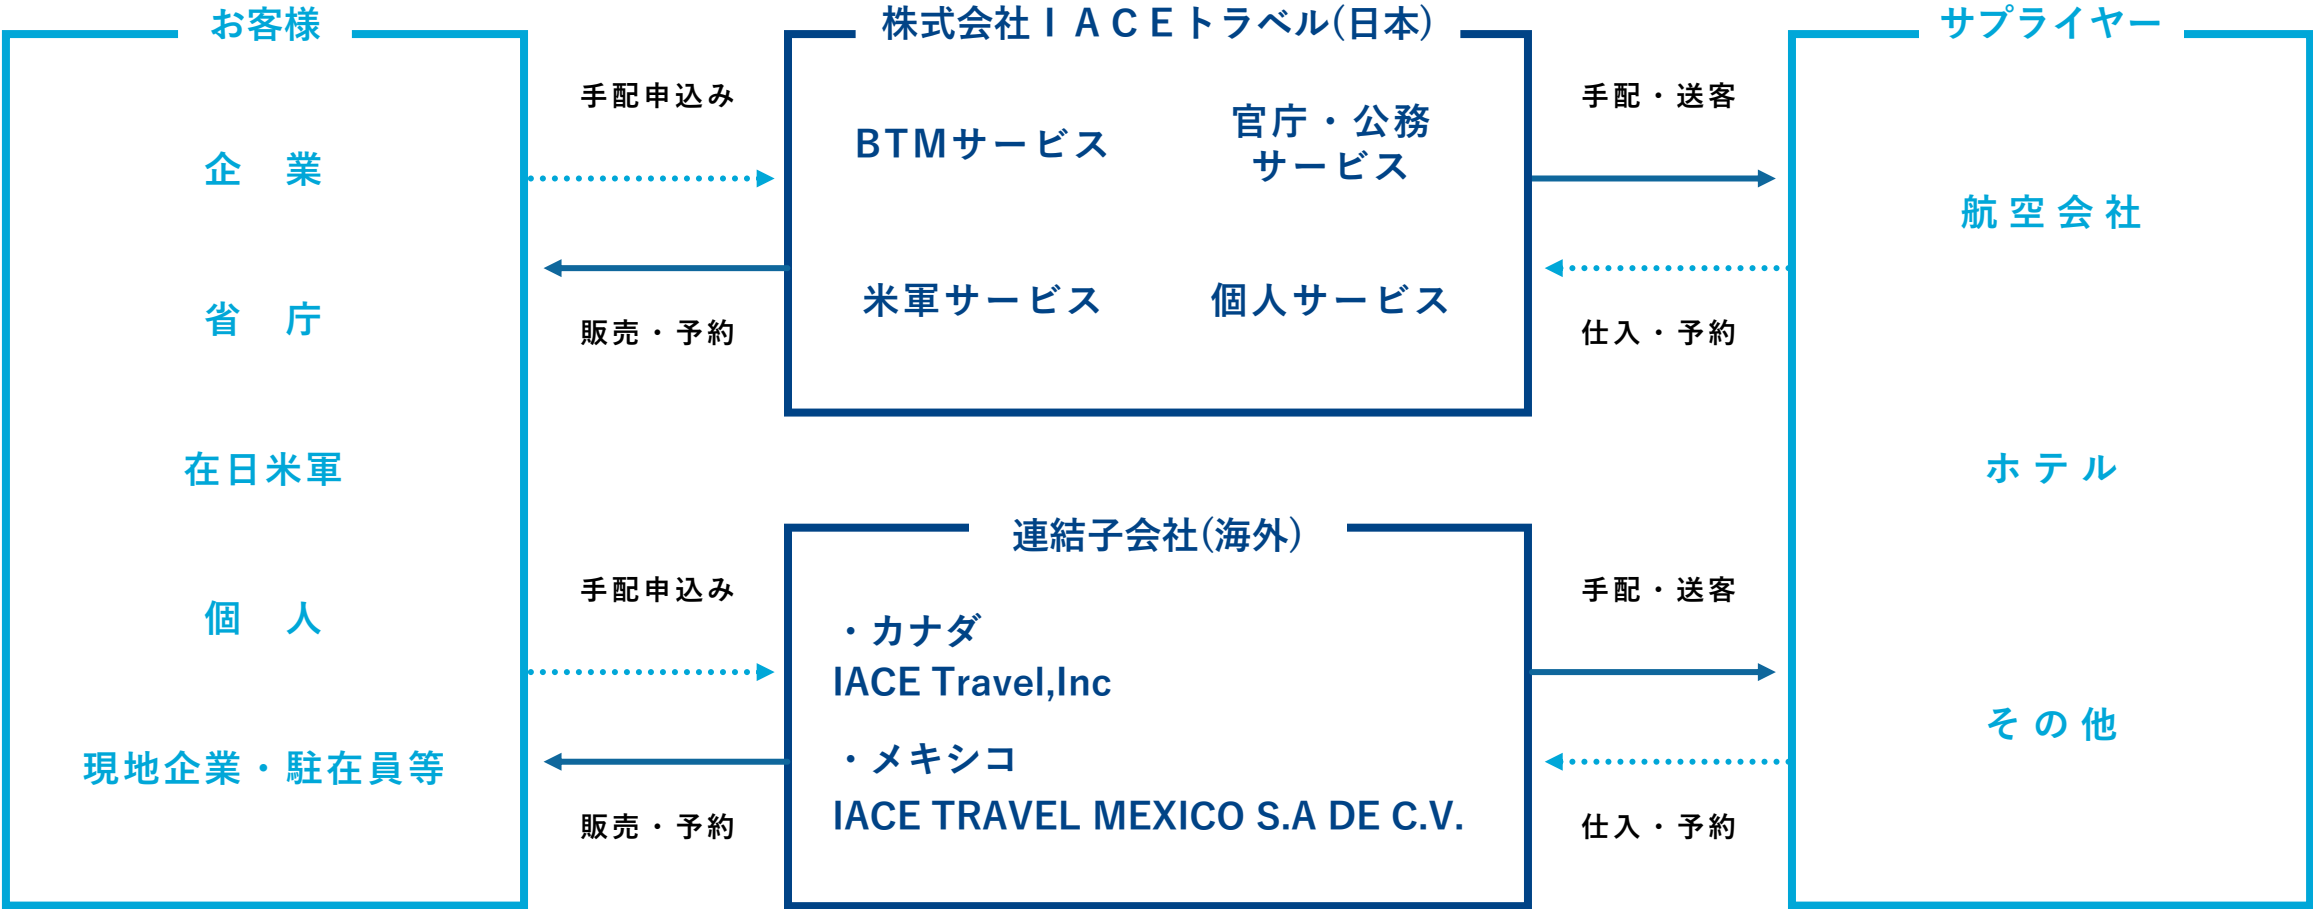 お客様
企　業
省　庁
在日米軍
個　人
現地企業・駐在員等
手配申込み
販売・予約
手配申込み
販売・予約
株式会社ＩＡＣＥトラベル(日本)
BTMサービス
官庁・公務
サービス
米軍サービス
個人サービス
連結子会社(海外)
・カナダ
IACE Travel,Inc
・メキシコ
IACE TRAVEL MEXICO S.A DE C.V.
手配・送客
仕入・予約
手配・送客
仕入・予約
サプライヤー
航空会社
ホテル
その他